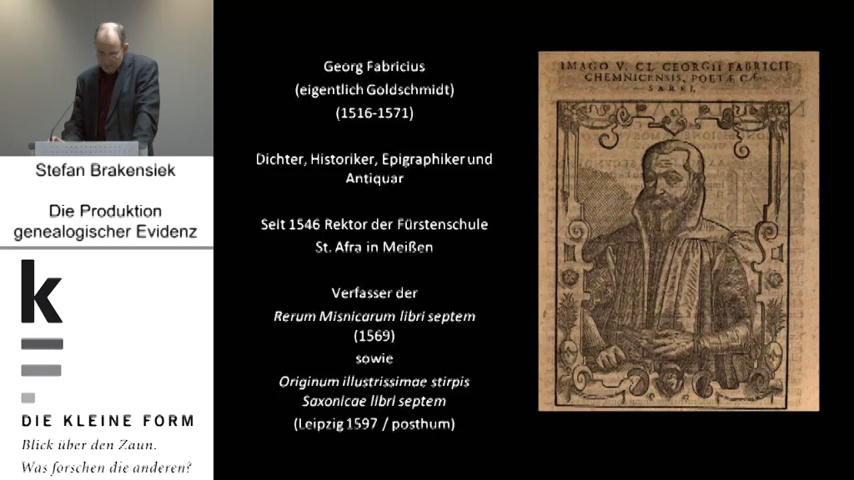 Stefan Brakensiek
Die Produktion
genealogischer Evidenz
k
DIE KLEINE FORM
Blick über den Zaun.
Was forschen die anderen?
Georg Fabricius
(eigentlich Goldschmidt)
(1516-1571)
Dichter, Historiker, Epigraphiker und
Antiquar
Seit 1546 Rektor der Fürstenschule
St. Afra in Meißen
Verfasser der
Rerum Misnicarum libri septem
(1569)
sowie
Originum illustrissimae stirpis
Saxonicae libri septem
(Leipzig 1597 / posthum)
IMAGO V. CL. GEORGII FABRICII
CHEMNICENSIS, POETÆ CÆ-
SAREI,